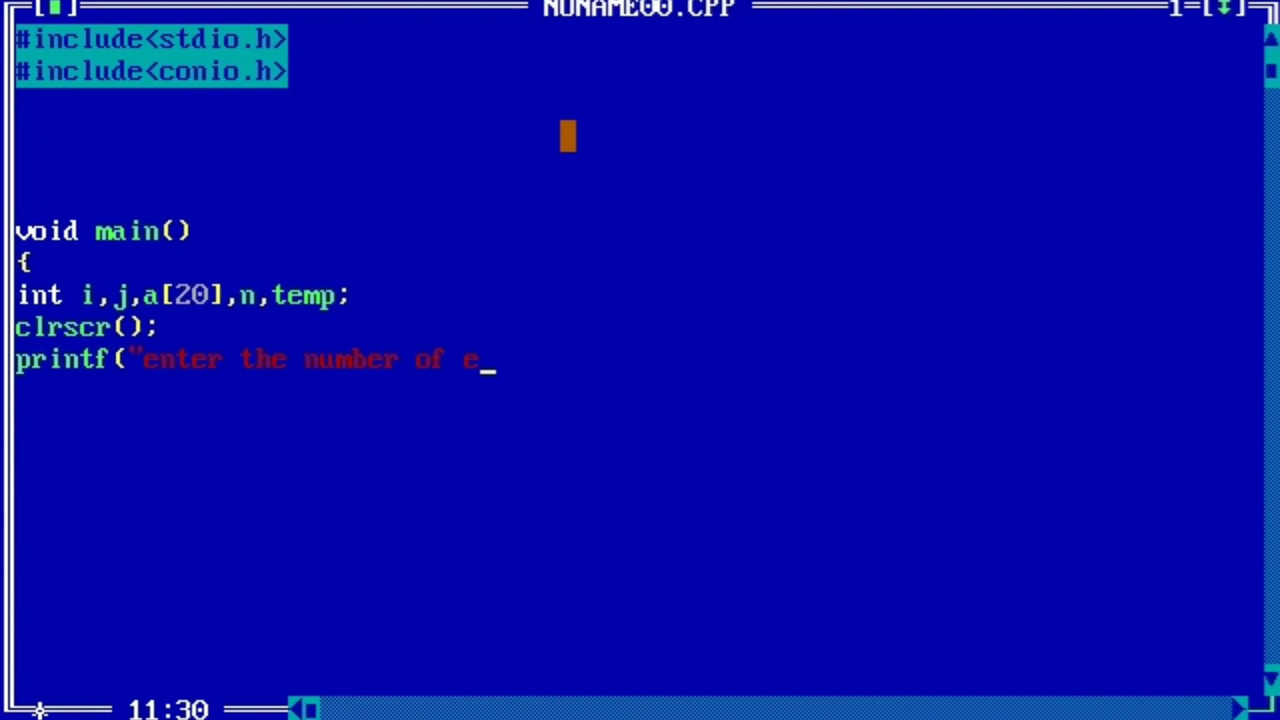 NONAME00.CPP
1=[↕]
#include<stdio.h>
#include<conio.h>
void main()
{
int i,j,a[20],n,temp;
clrscr();
printf("enter the number of e_
11:30